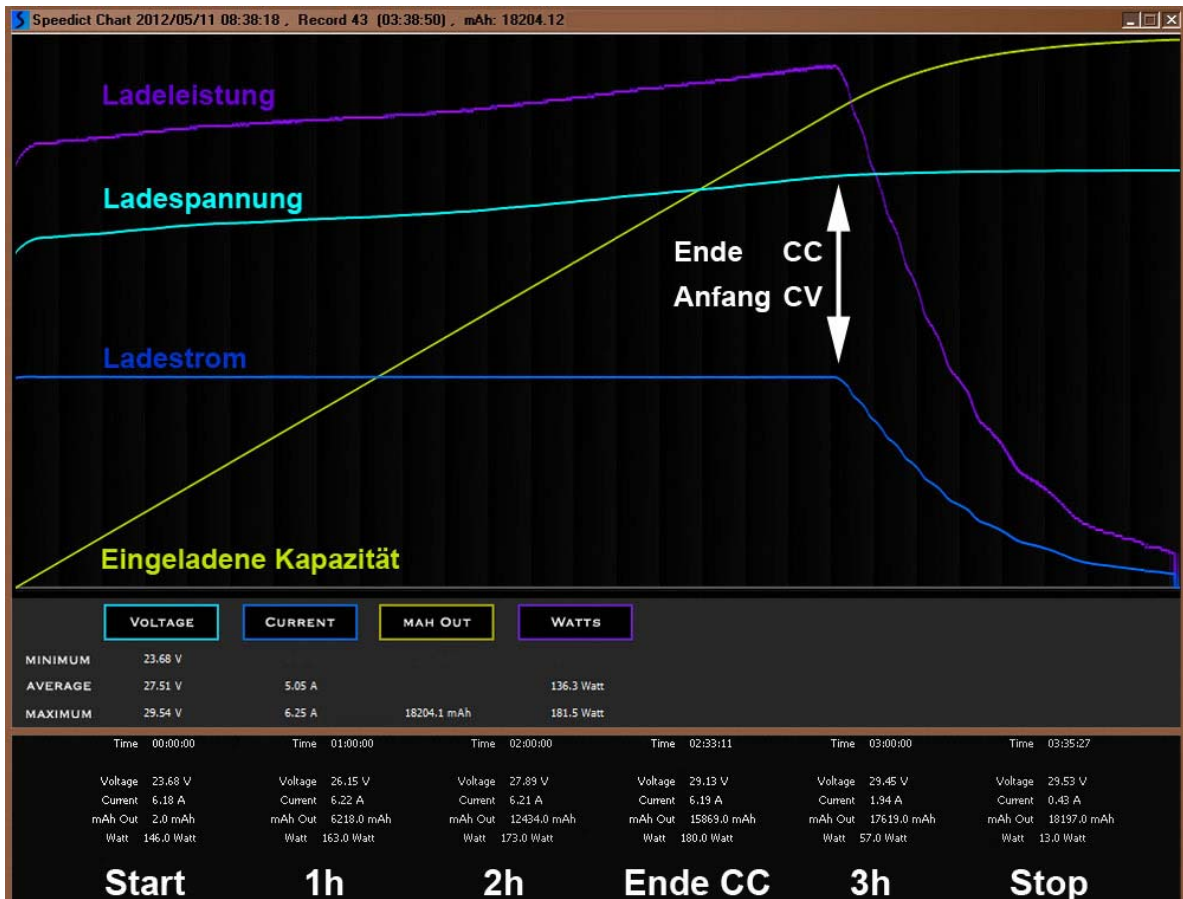 Speedict Chart 2012/05/11 08:38:18 , Record 43 (03:38:50) , mAh: 18204.12
Ladeleistung
Ladespannung
Ende CC
Anfang CV
Ladestrom
Eingeladene Kapazität
VOLTAGE CURRENT MAH OUT WATTS
MINIMUM 23.68 V
AVERAGE 27.51 V 5.05 A 136.3 Watt
MAXIMUM 29.54 V 6.25 A 18204.1 mAh 181.5 Watt
Time 00:00:00 Time 01:00:00 Time 02:00:00 Time 02:33:11 Time 03:00:00 Time 03:35:27
Voltage 23.68 V Voltage 26.15 V Voltage 27.89 V Voltage 29.13 V Voltage 29.45 V Voltage 29.53 V
Current 6.18 A Current 6.22 A Current 6.21 A Current 6.19 A Current 1.94 A Current 0.43 A
mAh Out 2.0 mAh mAh Out 6218.0 mAh mAh Out 12434.0 mAh mAh Out 15869.0 mAh mAh Out 17619.0 mAh mAh Out 18197.0 mAh
Watt 146.0 Watt Watt 163.0 Watt Watt 173.0 Watt Watt 180.0 Watt Watt 57.0 Watt Watt 13.0 Watt
Start 1h 2h Ende CC 3h Stop